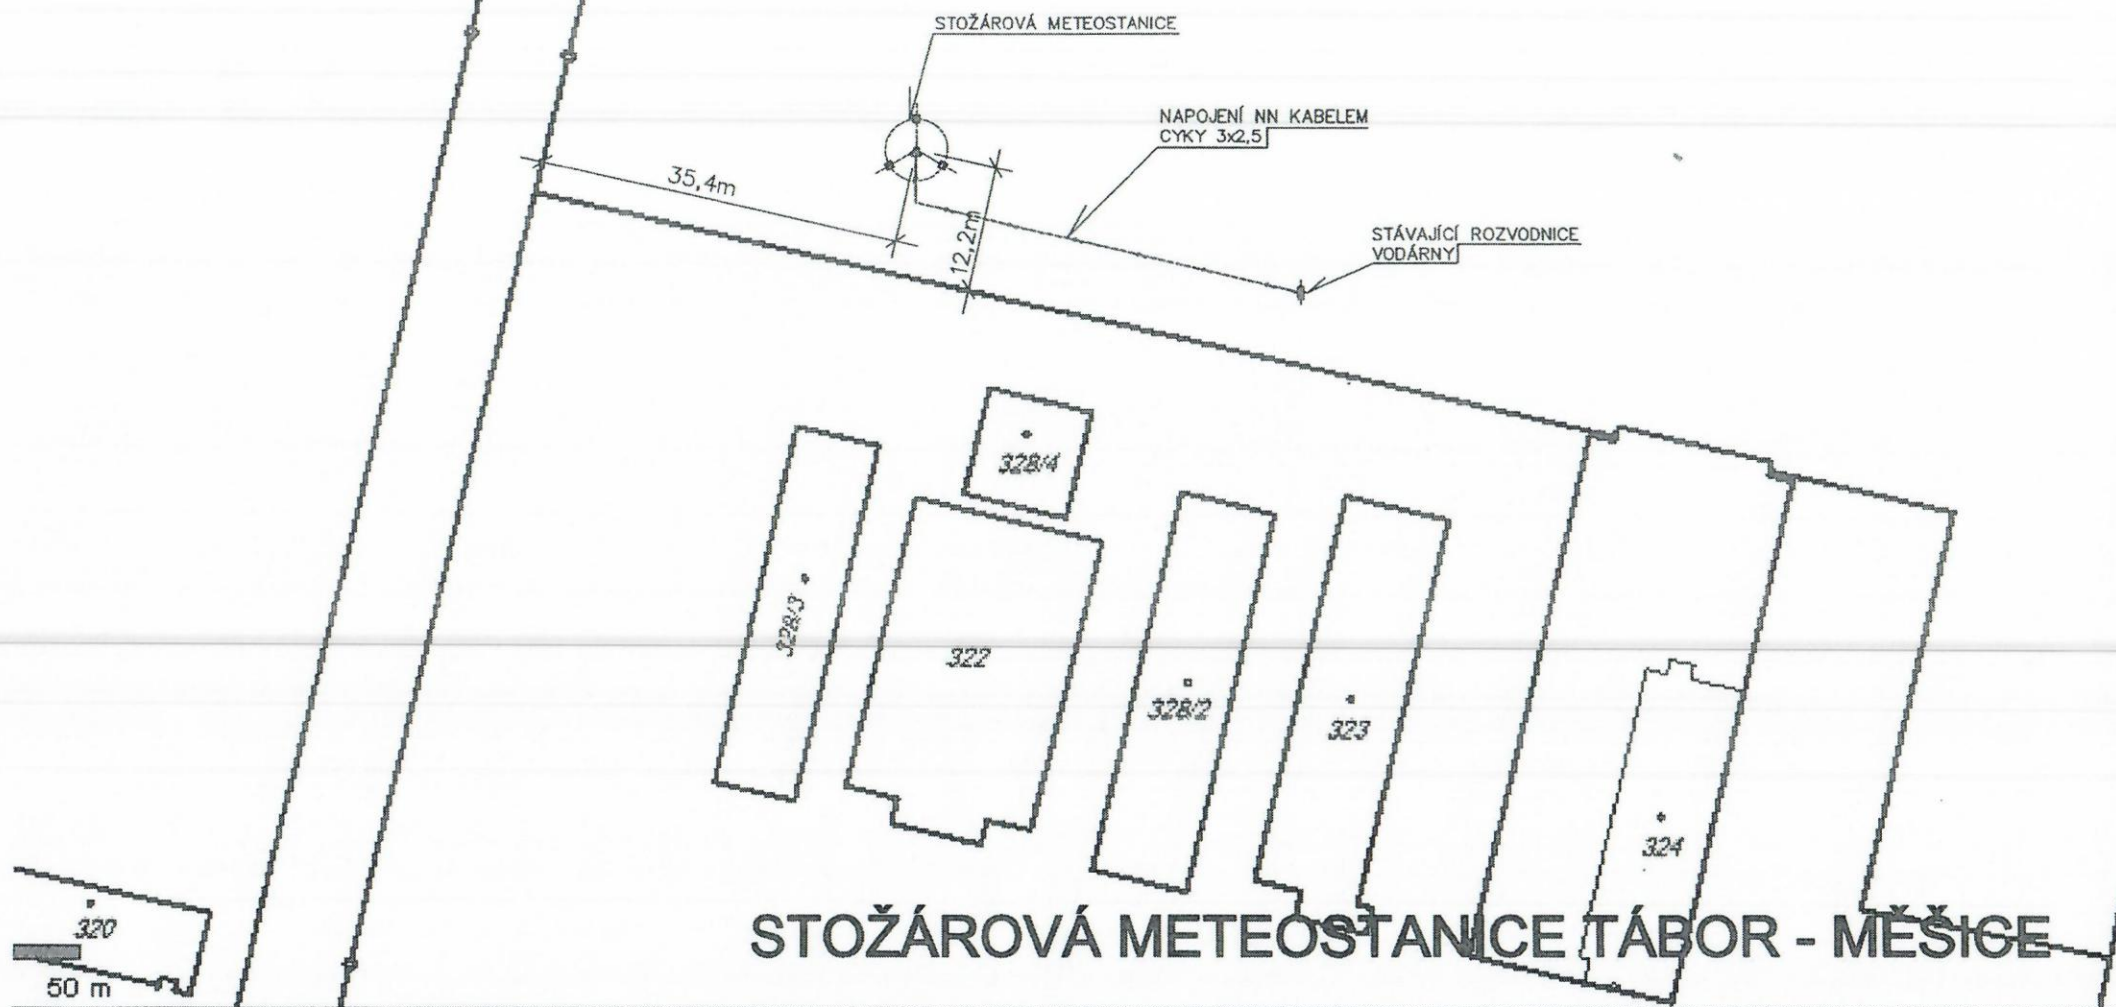 STOŽÁROVÁ METEOSTANICE
NAPOJENÍ NN KABELEM
CYKY 3x2,5
35,4m
12,2m
STÁVAJÍCÍ ROZVODNICE
VODÁRNY
328/4
328/3
322
328/2
323
324
320
50 m
STOŽÁROVÁ METEOSTANICE TÁBOR - MĚŠICE